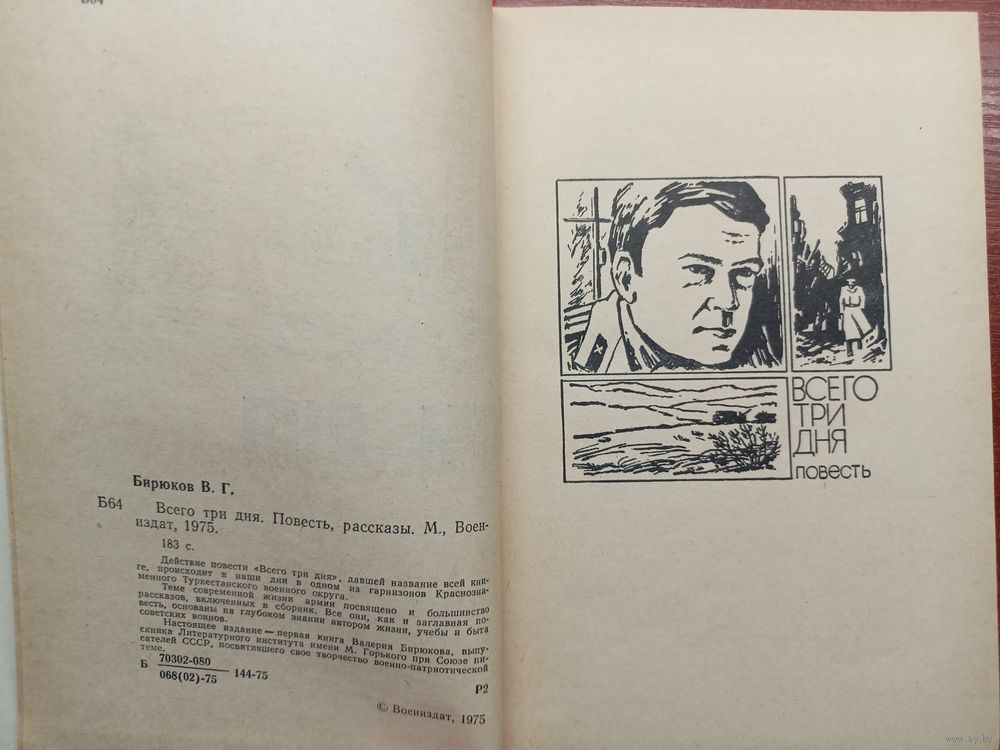 Б64
Бирюков В. Г.
Б64 Всего три дня. Повесть, рассказы. М., Воен-
издат, 1975.
183 с.
Действие повести «Всего три дня», давшей название всей кни-
ге, происходит в наши дни в одном из гарнизонов Краснозна-
менного Туркестанского военного округа.
Теме современной жизни армии посвящено и большинство
рассказов, включенных в сборник. Все они, как и заглавная по-
весть, основаны на глубоком знании автором жизни, учебы и быта
советских воинов.
Настоящее издание — первая книга Валерия Бирюкова, выпу-
скника Литературного института имени М. Горького при Союзе пи-
сателей СССР, посвятившего свое творчество военно-патриотической
теме.
Б 70302-080
068(02)-75 144-75
Р2
© Воениздат, 1975
ВСЕГО
ТРИ
ДНЯ
повесть
www.ay.by